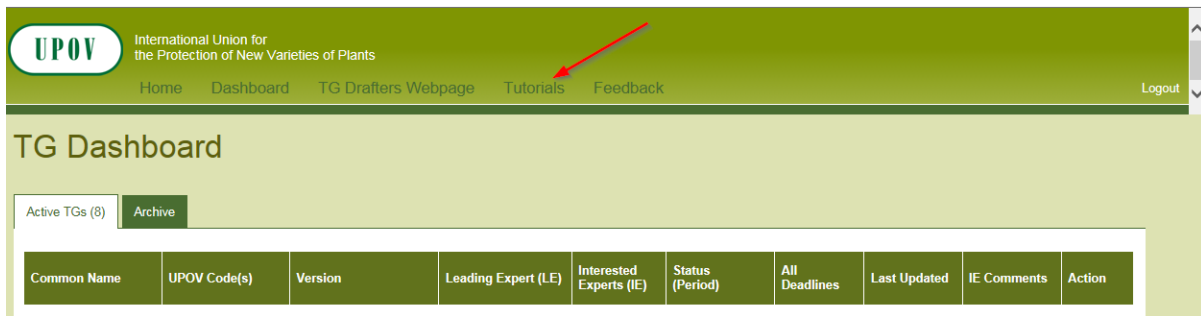 UPOV
International Union for
the Protection of New Varieties of Plants
Home Dashboard TG Drafters Webpage Tutorials Feedback
Logout
TG Dashboard
Active TGs (8) Archive
Common Name UPOV Code(s) Version Leading Expert (LE) Interested Experts (IE) Status (Period) All Deadlines Last Updated IE Comments Action